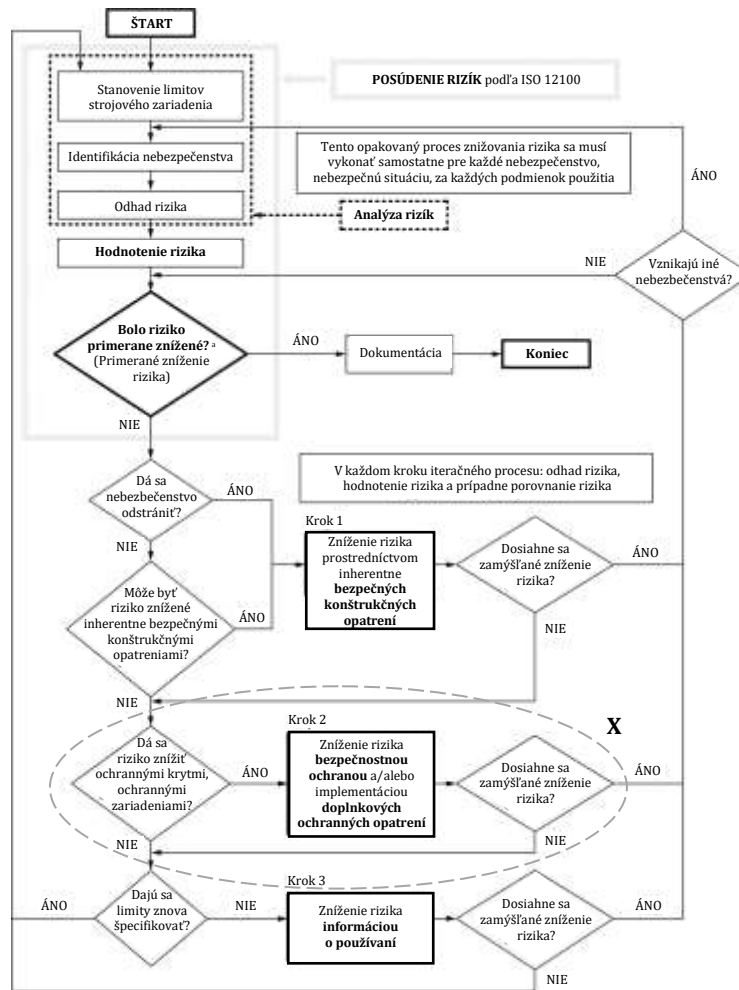 ŠTART
POSÚDENIE RIZÍK podľa ISO 12100
Stanovenie limitov
strojového zariadenia
Identifikácia nebezpečenstva
Tento opakovaný proces znižovania rizika sa musí
vykonať samostatne pre každé nebezpečenstvo,
nebezpečnú situáciu, za každých podmienok použitia
ÁNO
Odhad rizika
Analýza rizík
Hodnotenie rizika
NIE
Vznikajú iné
nebezbečenstvá?
Bolo riziko
primerane znížené? a
(Primerané zníženie
rizika)
ÁNO
Dokumentácia
Koniec
NIE
V každom kroku iteračného procesu: odhad rizika,
hodnotenie rizika a prípadne porovnanie rizika
Dá sa
nebezbečenstvo
odstrániť?
ÁNO
NIE
Krok 1
Zníženie rizika
prostredníctvom
inherentne
bezpečných
konštrukčných
opatrení
Dosiahne sa
zamýšľané zníženie
rizika?
ÁNO
NIE
Môže byť
riziko znížené
inherentne bezpečnými
konštrukčnými
opatreniami?
ÁNO
NIE
X
Krok 2
Dá sa
riziko znížiť
ochrannými krytmi,
ochrannými
zariadeniami?
ÁNO
Zníženie rizika
bezpečnostnou
ochranou a/alebo
implementáciou
doplnkových
ochranných opatrení
Dosiahne sa
zamýšľané zníženie
rizika?
ÁNO
NIE
NIE
Krok 3
ÁNO
Dajú sa
limity znova
špecifikovať?
NIE
Zníženie rizika
informáciou
o používaní
Dosiahne sa
zamýšľané zníženie
rizika?
ÁNO
NIE